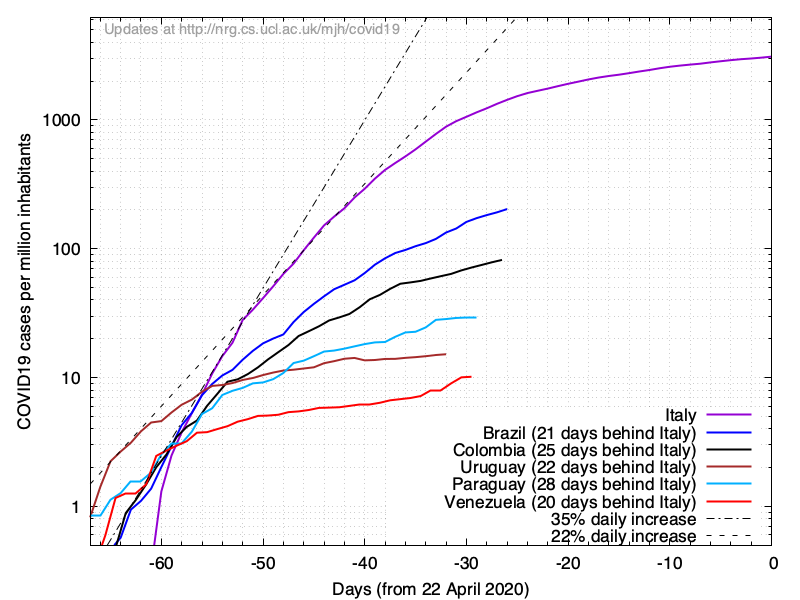 Updates at http://nrg.cs.ucl.ac.uk/mjh/covid19
COVID19 cases per million inhabitants
1000
100
10
1
Italy
Brazil (21 days behind Italy)
Colombia (25 days behind Italy)
Uruguay (22 days behind Italy)
Paraguay (28 days behind Italy)
Venezuela (20 days behind Italy)
35% daily increase
22% daily increase
-60 -50 -40 -30 -20 -10 0
Days (from 22 April 2020)